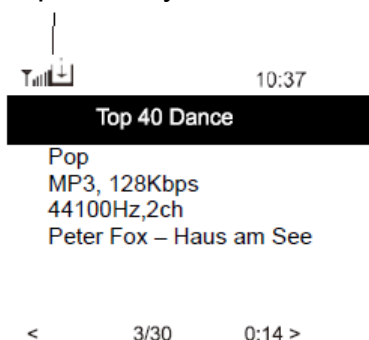 10:37
Top 40 Dance
Pop
MP3, 128Kbps
44100Hz,2ch
Peter Fox – Haus am See
< 3/30 0:14 >